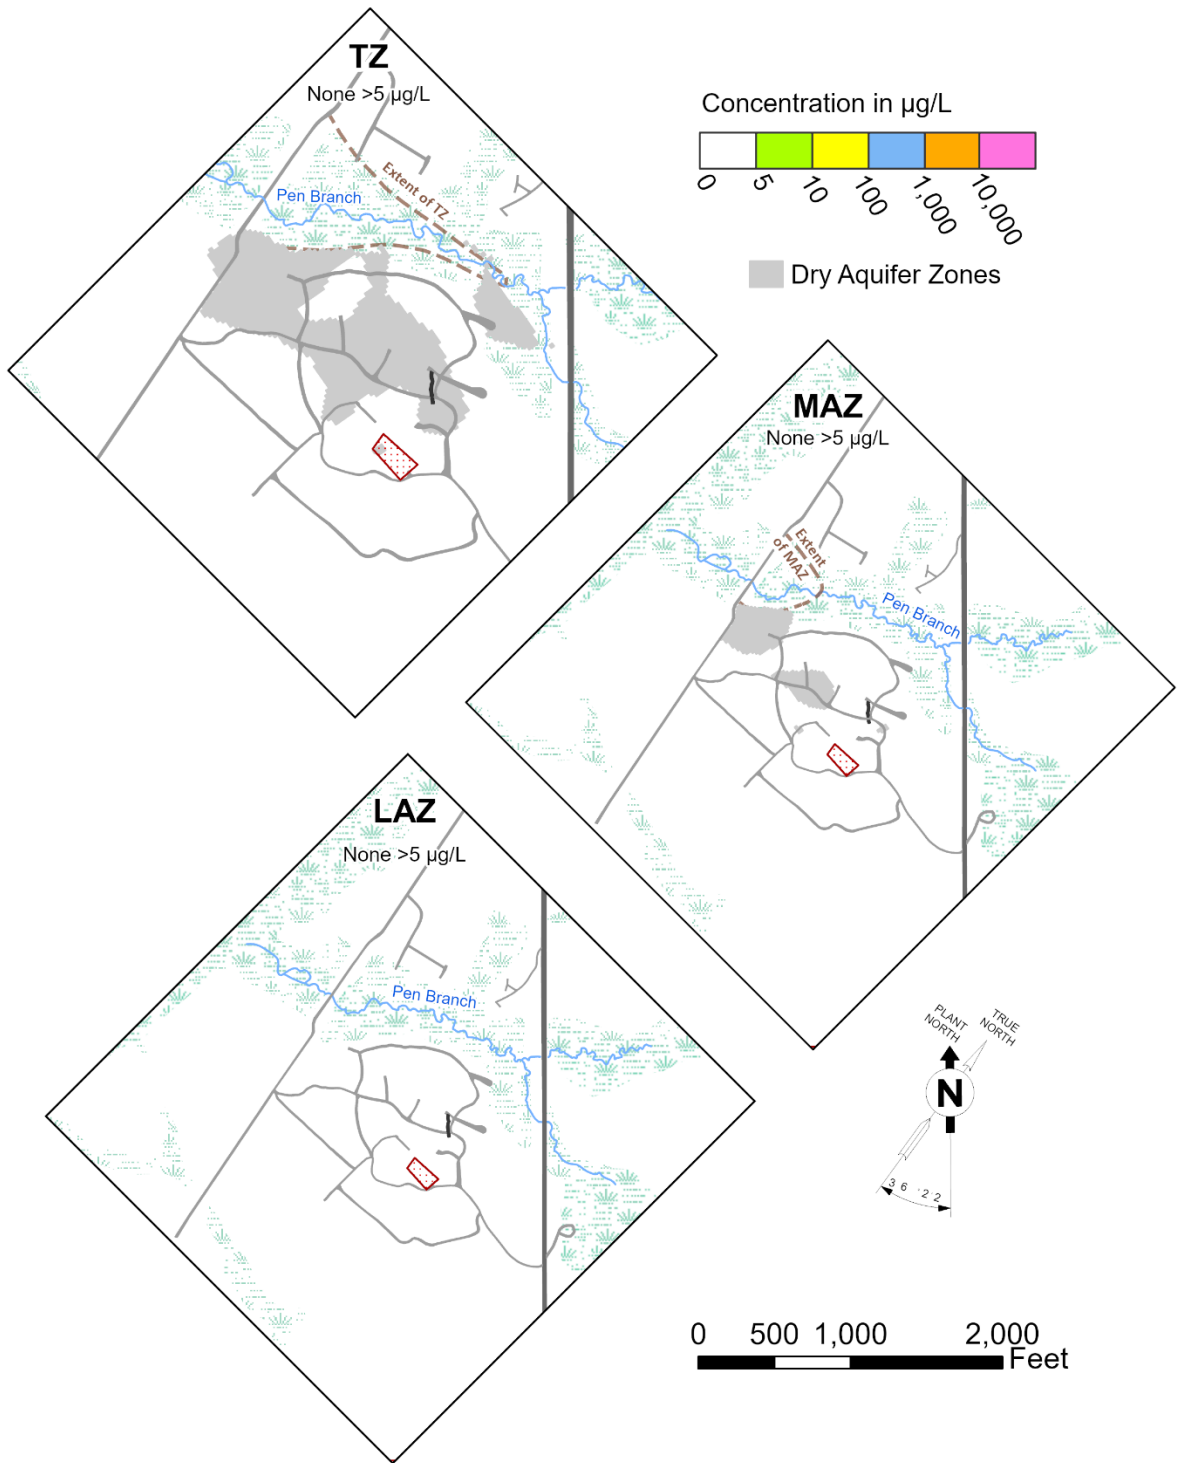 TZ
None >5 µg/L
Extent of TZ
Pen Branch
Concentration in µg/L
0
5
10
100
1,000
10,000
Dry Aquifer Zones
MAZ
None >5 µg/L
Extent
of MAZ
Pen Branch
LAZ
None >5 µg/L
Pen Branch
PLANT
NORTH
TRUE
NORTH
N
36.22
0 500 1,000 2,000
Feet